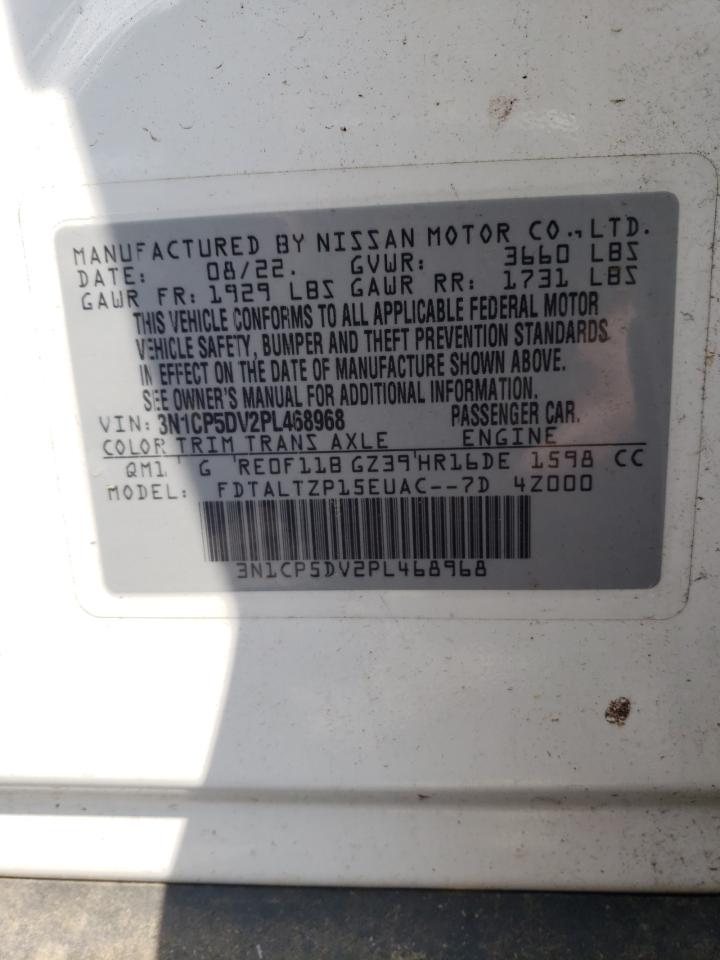 MANUFACTURED BY NISSAN MOTOR CO., LTD.
DATE: 08/22. GVWR: 3660 LBS
GAWR FR: 1929 LBS GAWR RR: 1731 LBS
THIS VEHICLE CONFORMS TO ALL APPLICABLE FEDERAL MOTOR
VEHICLE SAFETY, BUMPER AND THEFT PREVENTION STANDARDS
IN EFFECT ON THE DATE OF MANUFACTURE SHOWN ABOVE.
SEE OWNER'S MANUAL FOR ADDITIONAL INFORMATION.
VIN: 3N1CP5DV2PL468968 PASSENGER CAR.
COLOR TRIM TRANS AXLE ENGINE
QM1 G RE0F11B GZ39 HR16DE 1598 CC
MODEL: FDTALTZP15EUAC--7D 4Z000
3N1CP5DV2PL468968